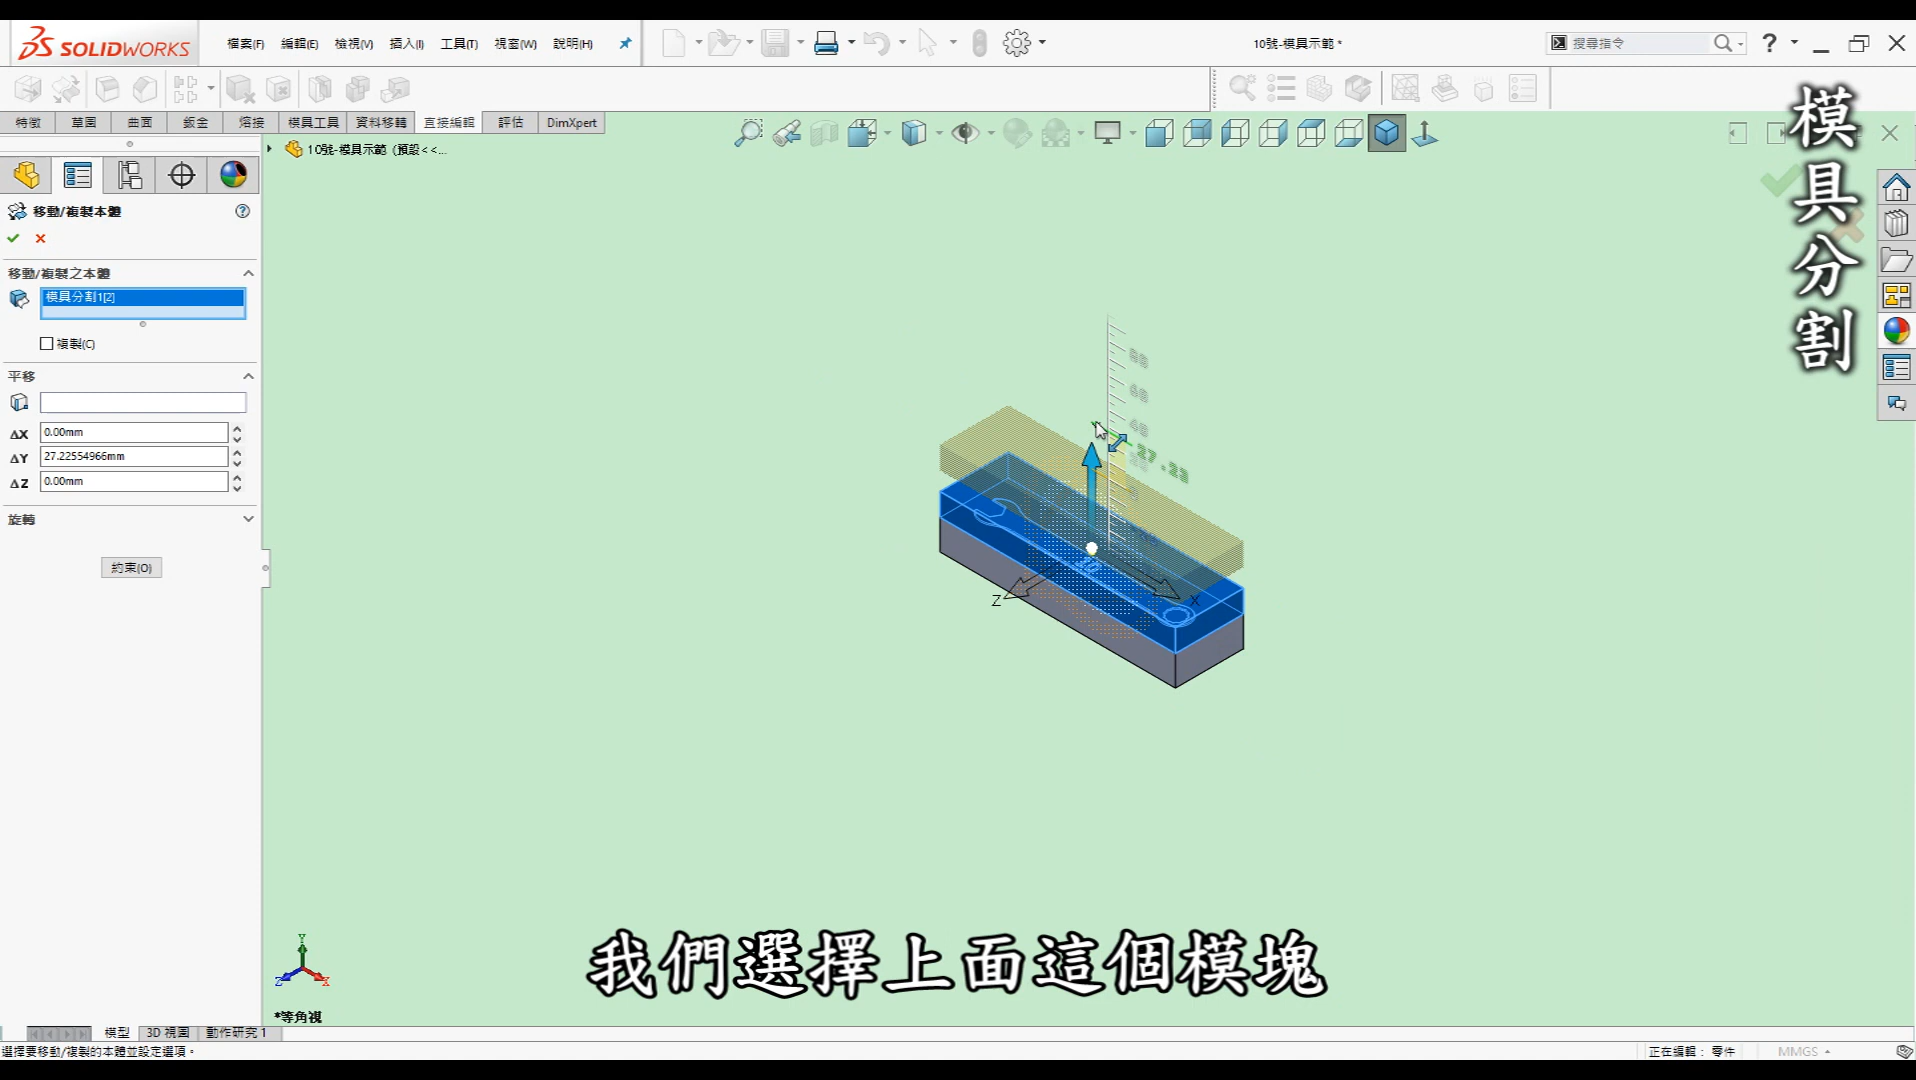 SOLIDWORKS
檔案(F) 編輯(E) 檢視(V) 插入(I) 工具(T) 視窗(W) 說明(H)
10號-模具示範 *
搜尋指令
特徵 草圖 曲面 鈑金 熔接 模具工具 資料移轉 直接編輯 評估 DimXpert
10號-模具示範 (預設<<...
移動/複製本體
移動/複製之本體
模具分割1[2]
複製(C)
平移
ΔX 0.00mm
ΔY 27.22554966mm
ΔZ 0.00mm
旋轉
約束(O)
模具分割
80
60
40
27.23
10
Z
X
Y
Z
X
*等角視
我們選擇上面這個模塊
模型 3D 視圖 動作研究 1
選擇要移動/複製的本體並設定選項。
正在編輯： 零件
MMGS